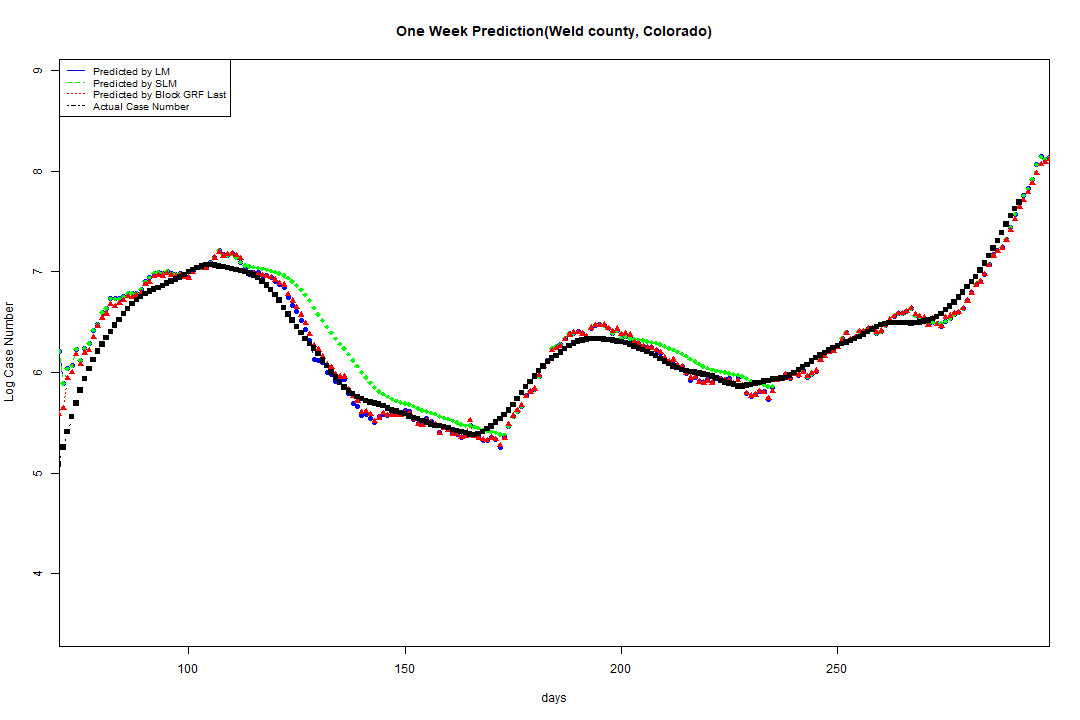 One Week Prediction(Weld county, Colorado)
Predicted by LM
Predicted by SLM
Predicted by Block GRF Last
Actual Case Number
9
8
7
6
5
4
Log Case Number
100
150
200
250
days